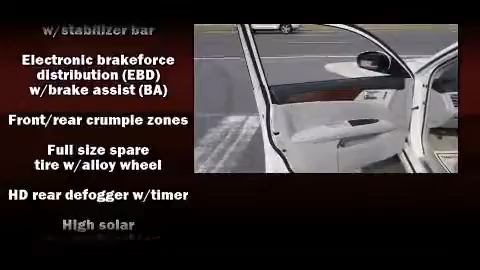 w/stabilizer bar
Electronic brakeforce
distribution (EBD)
w/brake assist (BA)
Front/rear crumple zones
Full size spare
tire w/alloy wheel
HD rear defogger w/timer
High solar